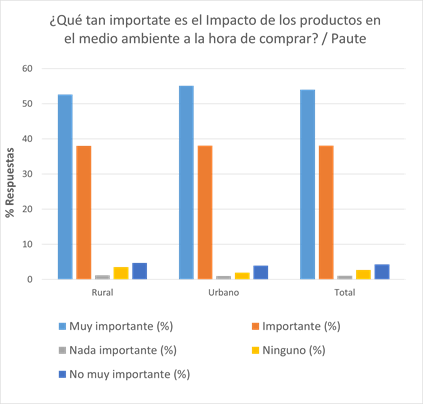 ¿Qué tan importate es el Impacto de los productos en
el medio ambiente a la hora de comprar? / Paute
60
50
40
30
20
10
0
% Respuestas
Rural
Urbano
Total
Muy importante (%)
Importante (%)
Nada importante (%)
Ninguno (%)
No muy importante (%)